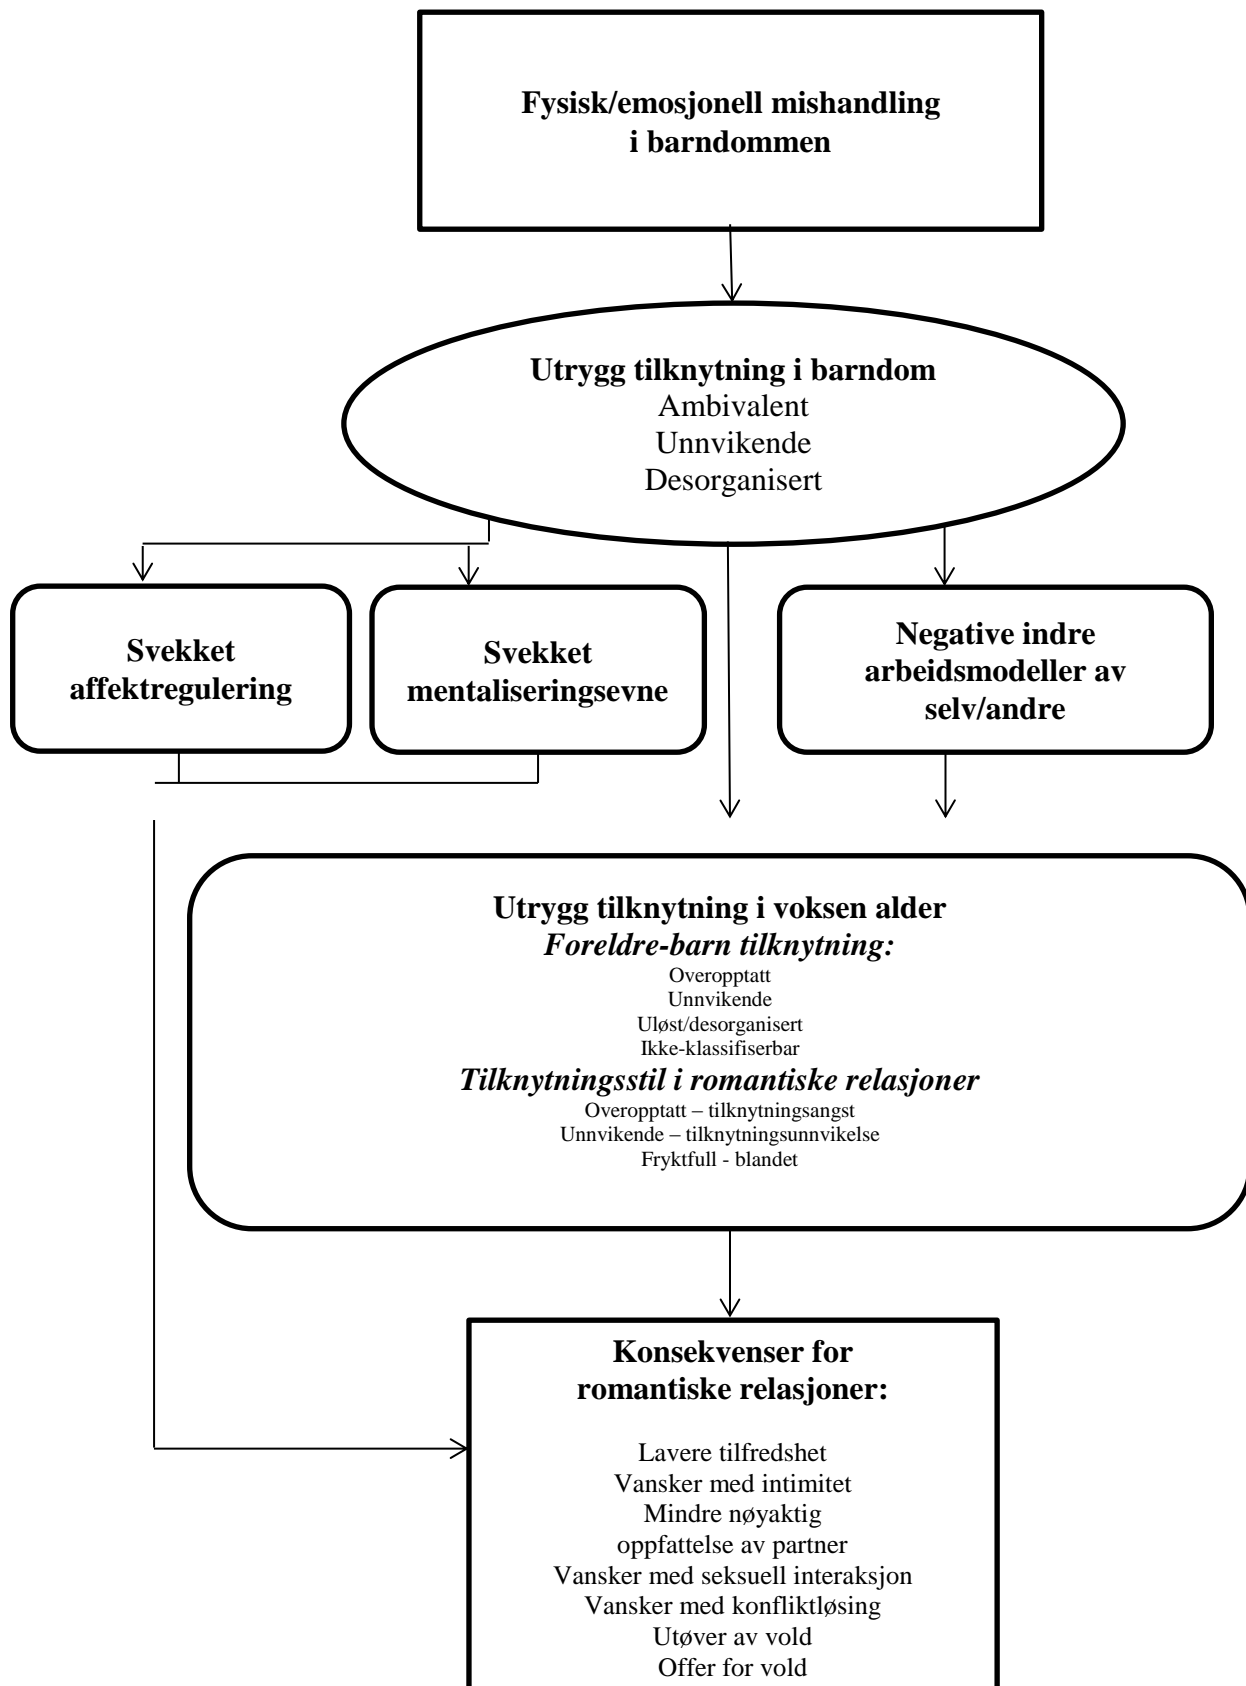 Fysisk/emosjonell mishandling
i barndommen
Utrygg tilknytning i barndom
Ambivalent
Unnvikende
Desorganisert
Svekket
affektregulering
Svekket
mentaliseringsevne
Negative indre
arbeidsmodeller av
selv/andre
Utrygg tilknytning i voksen alder
Foreldre-barn tilknytning:
Overopptatt
Unnvikende
Uløst/desorganisert
Ikke-klassifiserbar
Tilknytningsstil i romantiske relasjoner
Overopptatt – tilknytningsangst
Unnvikende – tilknytningsunnvikelse
Fryktfull - blandet
Konsekvenser for
romantiske relasjoner:
Lavere tilfredshet
Vansker med intimitet
Mindre nøyaktig
oppfattelse av partner
Vansker med seksuell interaksjon
Vansker med konfliktløsing
Utøver av vold
Offer for vold